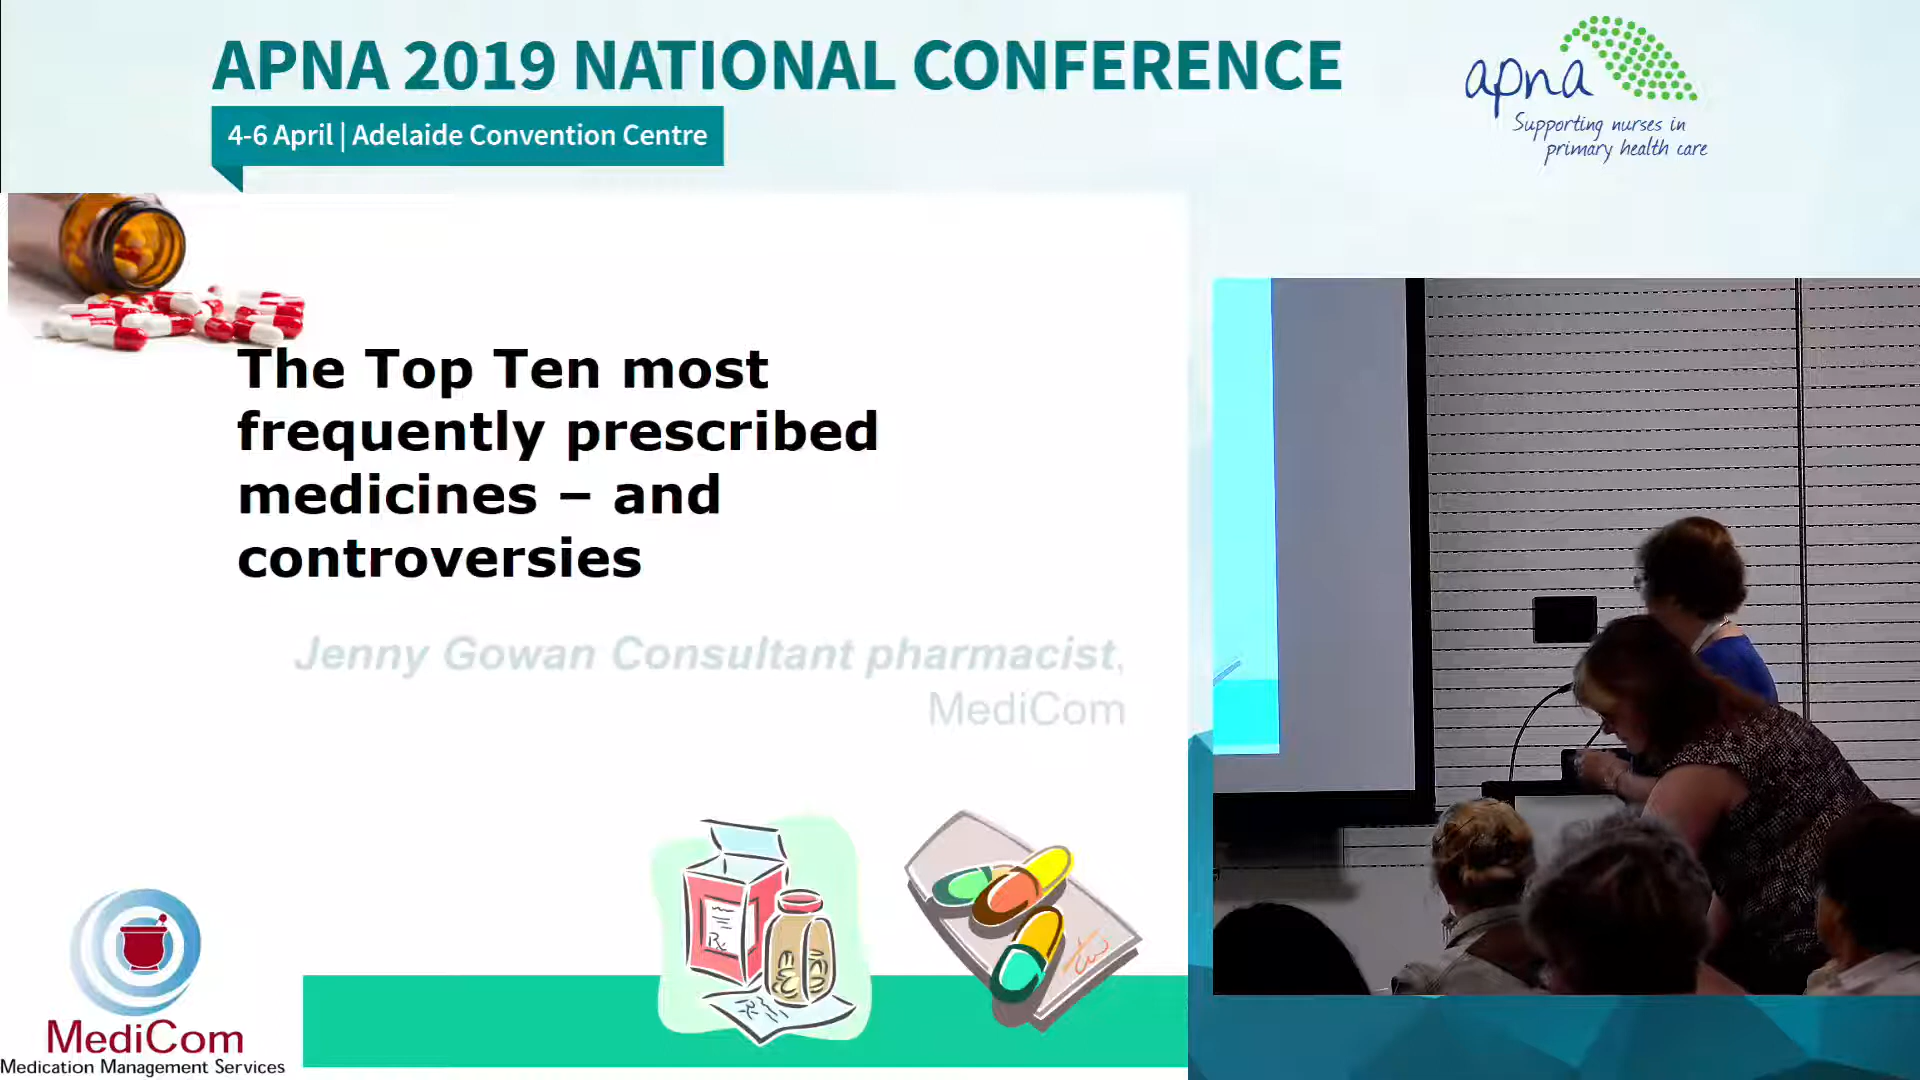 APNA 2019 NATIONAL CONFERENCE
4-6 April | Adelaide Convention Centre
apna
Supporting nurses in
primary health care
The Top Ten most
frequently prescribed
medicines – and
controversies
Jenny Gowan Consultant pharmacist,
MediCom
Rx
MediCom
Medication Management Services